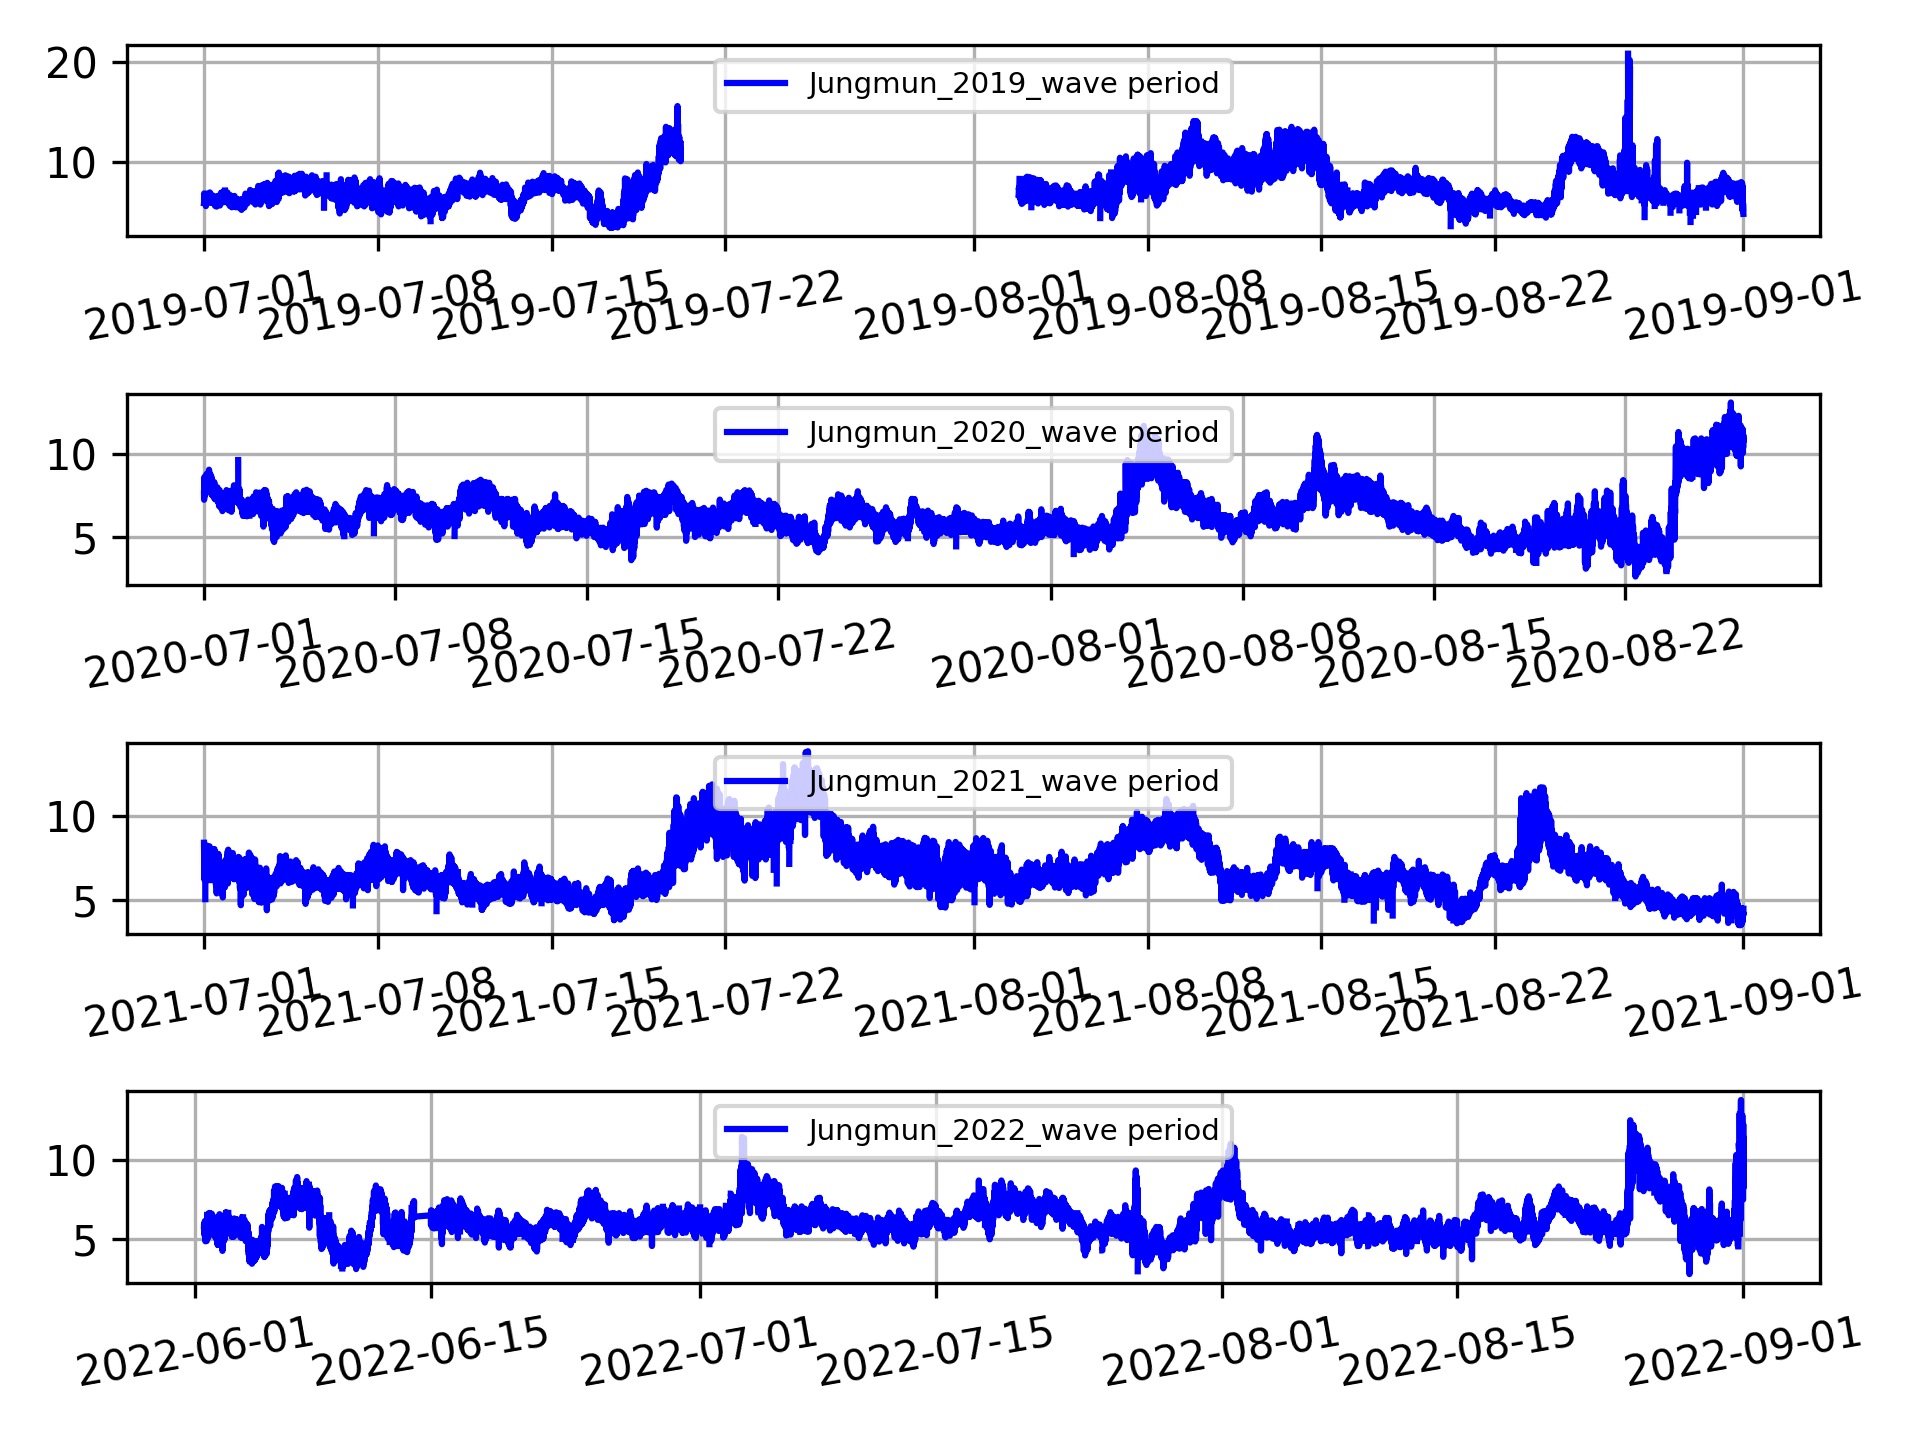 20
Jungmun_2019_wave period
10
2019-07-01 2019-07-08 2019-07-15 2019-07-22 2019-08-01 2019-08-08 2019-08-15 2019-08-22 2019-09-01
Jungmun_2020_wave period
10
5
2020-07-01 2020-07-08 2020-07-15 2020-07-22 2020-08-01 2020-08-08 2020-08-15 2020-08-22
Jungmun_2021_wave period
10
5
2021-07-01 2021-07-08 2021-07-15 2021-07-22 2021-08-01 2021-08-08 2021-08-15 2021-08-22 2021-09-01
Jungmun_2022_wave period
10
5
2022-06-01 2022-06-15 2022-07-01 2022-07-15 2022-08-01 2022-08-15 2022-09-01